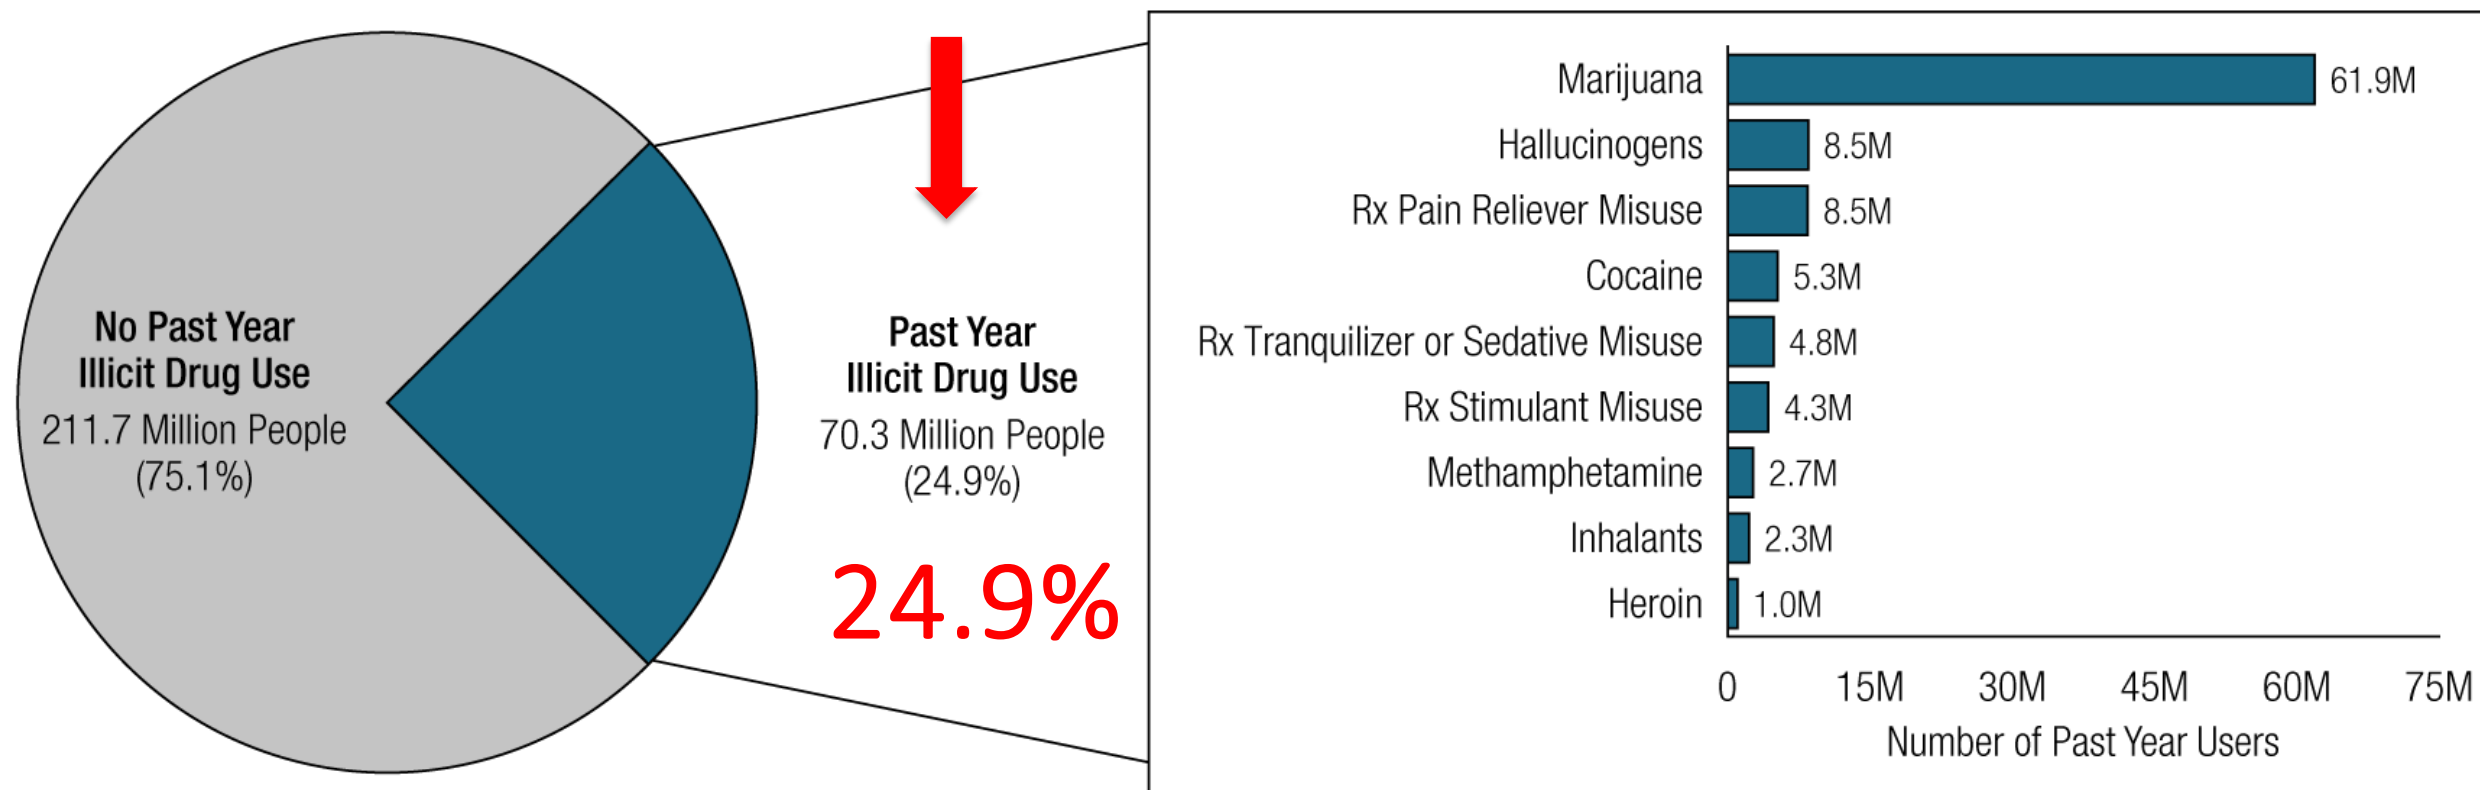 No Past Year
Illicit Drug Use
211.7 Million People
(75.1%)
Past Year
Illicit Drug Use
70.3 Million People
(24.9%)
24.9%
Marijuana 61.9M
Hallucinogens 8.5M
Rx Pain Reliever Misuse 8.5M
Cocaine 5.3M
Rx Tranquilizer or Sedative Misuse 4.8M
Rx Stimulant Misuse 4.3M
Methamphetamine 2.7M
Inhalants 2.3M
Heroin 1.0M
0 15M 30M 45M 60M 75M
Number of Past Year Users